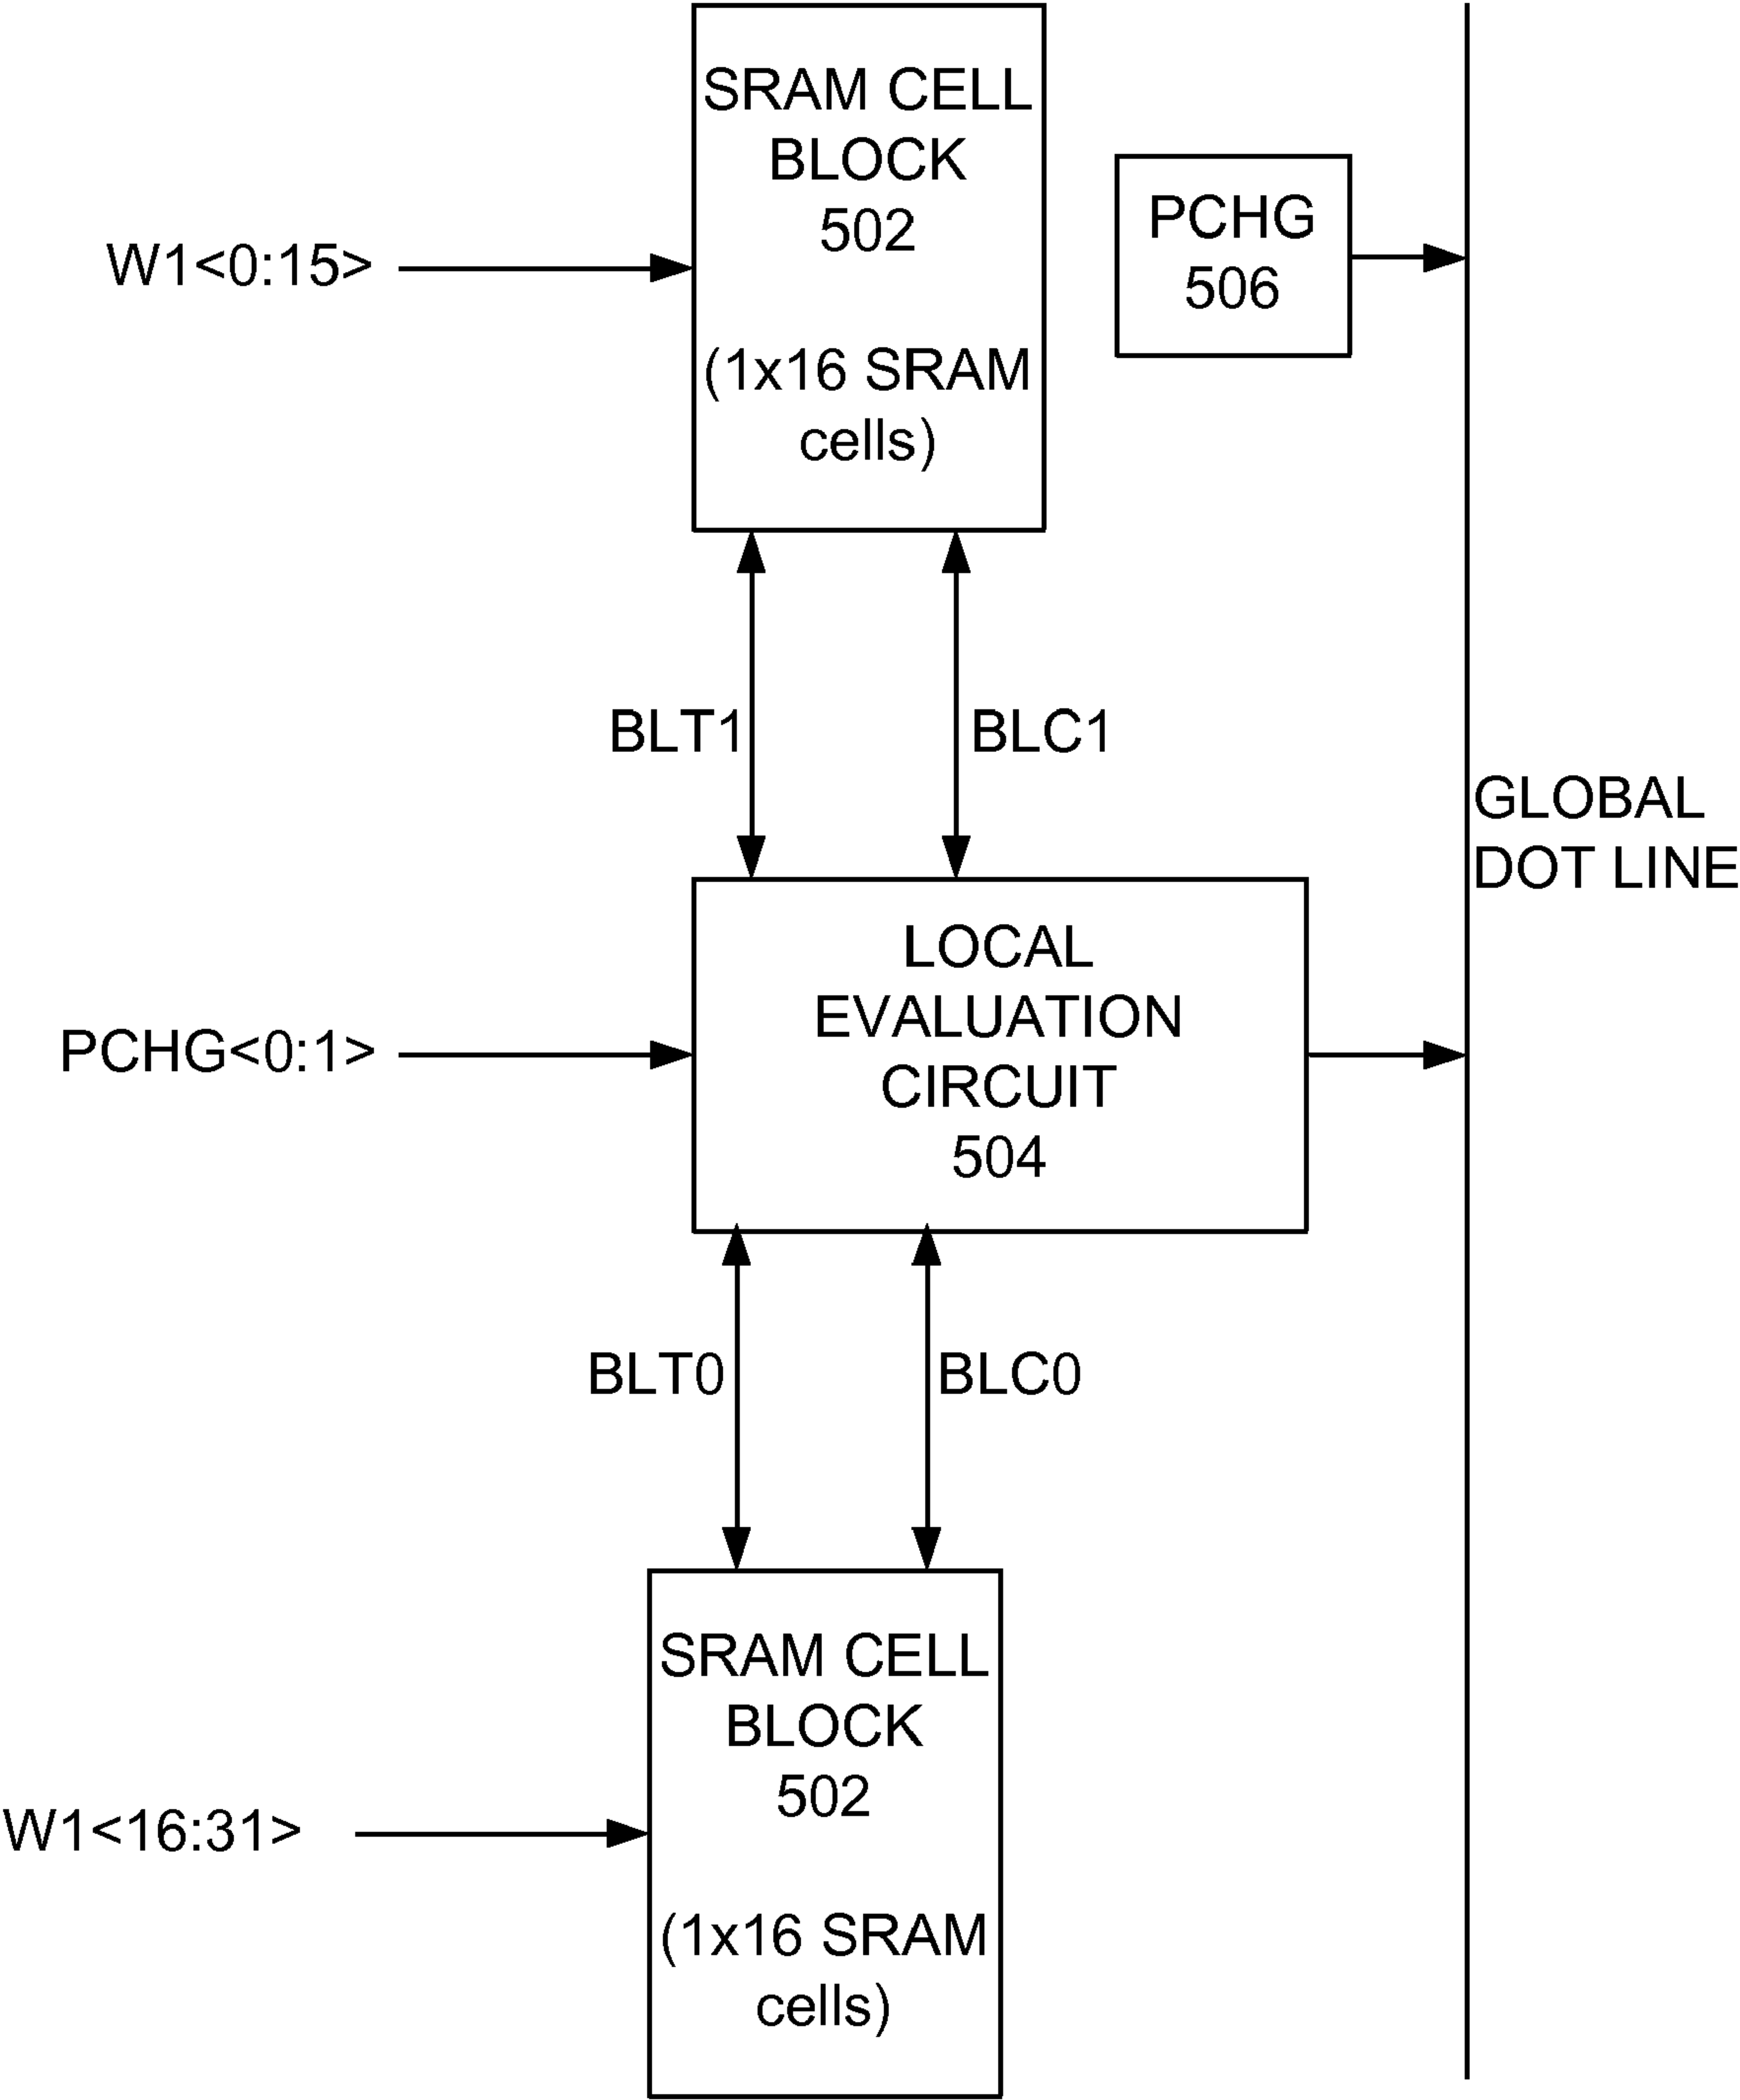 SRAM CELL
BLOCK
502
(1x16 SRAM
cells)
PCHG
506
W1<0:15>
BLT1
BLC1
GLOBAL
DOT LINE
LOCAL
EVALUATION
CIRCUIT
504
PCHG<0:1>
BLT0
BLC0
SRAM CELL
BLOCK
502
(1x16 SRAM
cells)
W1<16:31>